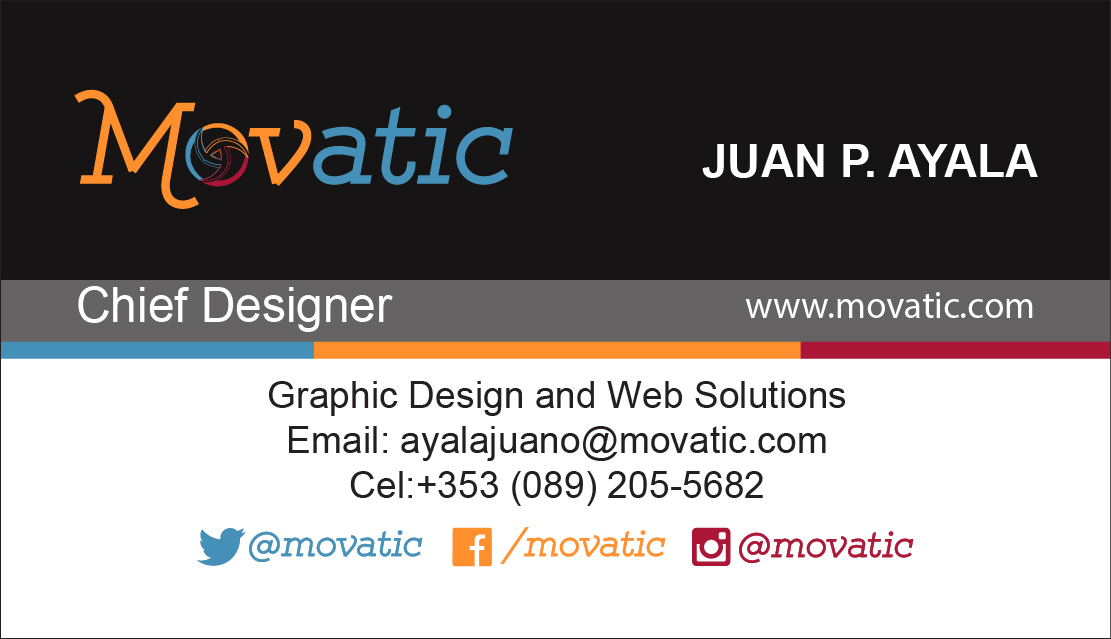 Movatic
JUAN P. AYALA
Chief Designer
www.movatic.com
Graphic Design and Web Solutions
Email: ayalajuano@movatic.com
Cel:+353 (089) 205-5682
@movatic /movatic @movatic